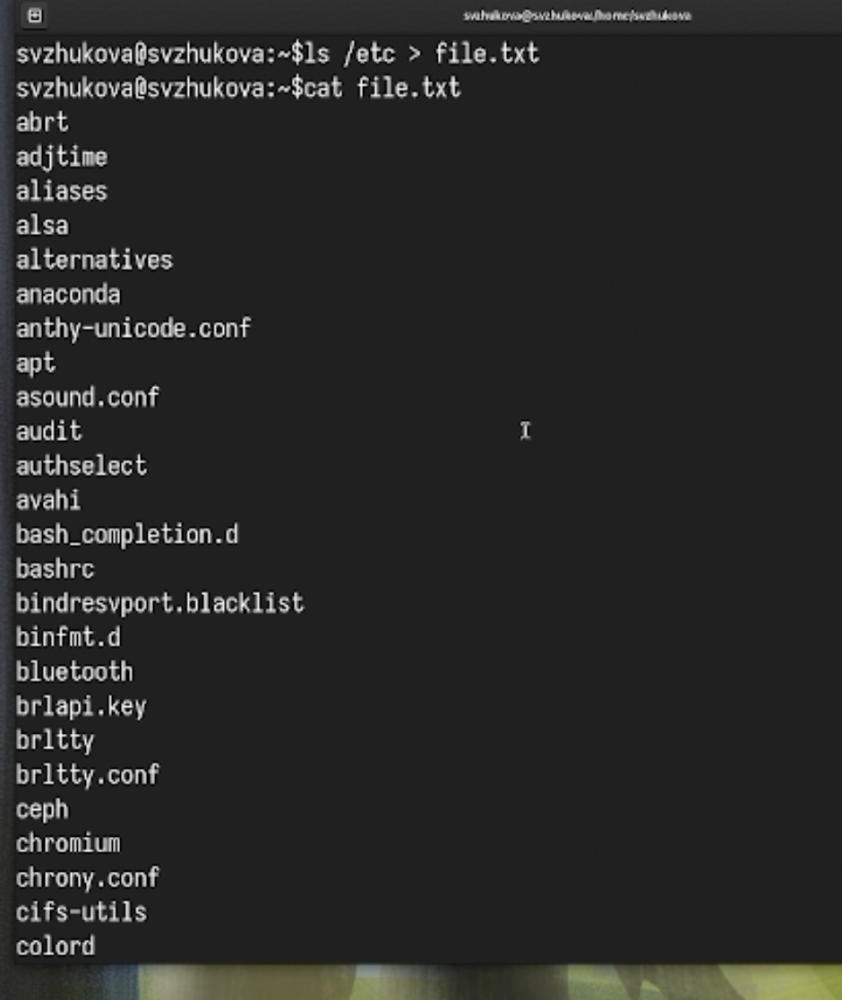 svzhukova@svzhukova:/home/svzhukova
svzhukova@svzhukova:~$ls /etc > file.txt
svzhukova@svzhukova:~$cat file.txt
abrt
adjtime
aliases
alsa
alternatives
anaconda
anthy-unicode.conf
apt
asound.conf
audit
authselect
avahi
bash_completion.d
bashrc
bindresvport.blacklist
binfmt.d
bluetooth
brlapi.key
brltty
brltty.conf
ceph
chromium
chrony.conf
cifs-utils
colord